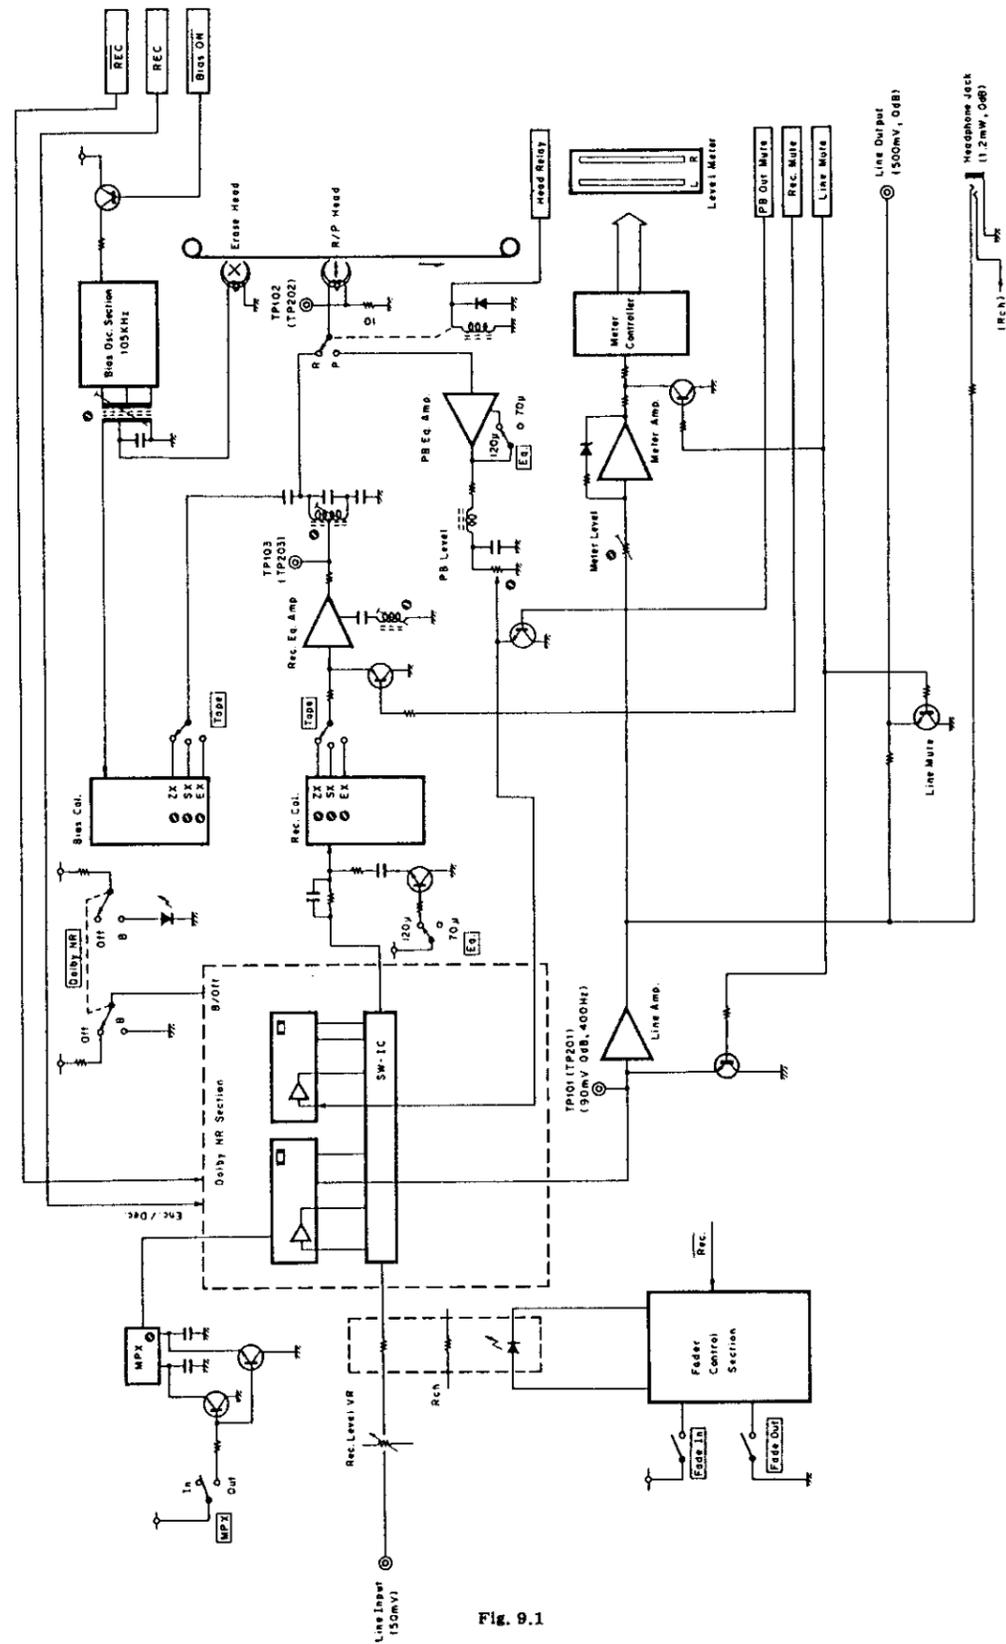 REC
REC
Bias ON
Bias Osc. Section
105KHz
Erase Head
R/P Head
TP102
(TP202)
10
R
P
Head Relay
Level Meter
L
R
Meter
Controller
PB Out Mute
Rec. Mute
Line Mute
Line Output
(500mV, 0dB)
Headphone Jack
(1.2mW, 0dB)
(Rch)
PB Eq. Amp.
120μ
70μ
Eq.
PB Level
Meter Amp.
Meter Level
TP103
(TP203)
Rec. Eq. Amp
Tape
Tape
Bias Cal.
ZX
SX
EX
Rec. Cal.
ZX
SX
EX
Line Mute
Dolby NR
Off
B
Off
B
120μ
70μ
Eq.
B/Off
Dolby NR Section
SW-IC
Enc./Dec.
Line Amp.
TP101 (TP201)
(90mV 0dB, 400Hz)
MPX
In
Out
MPX
Rec. Level VR
Rch
Rec.
Fader
Control
Section
Fade In
Fade Out
Line Input
(50mV)
Fig. 9.1